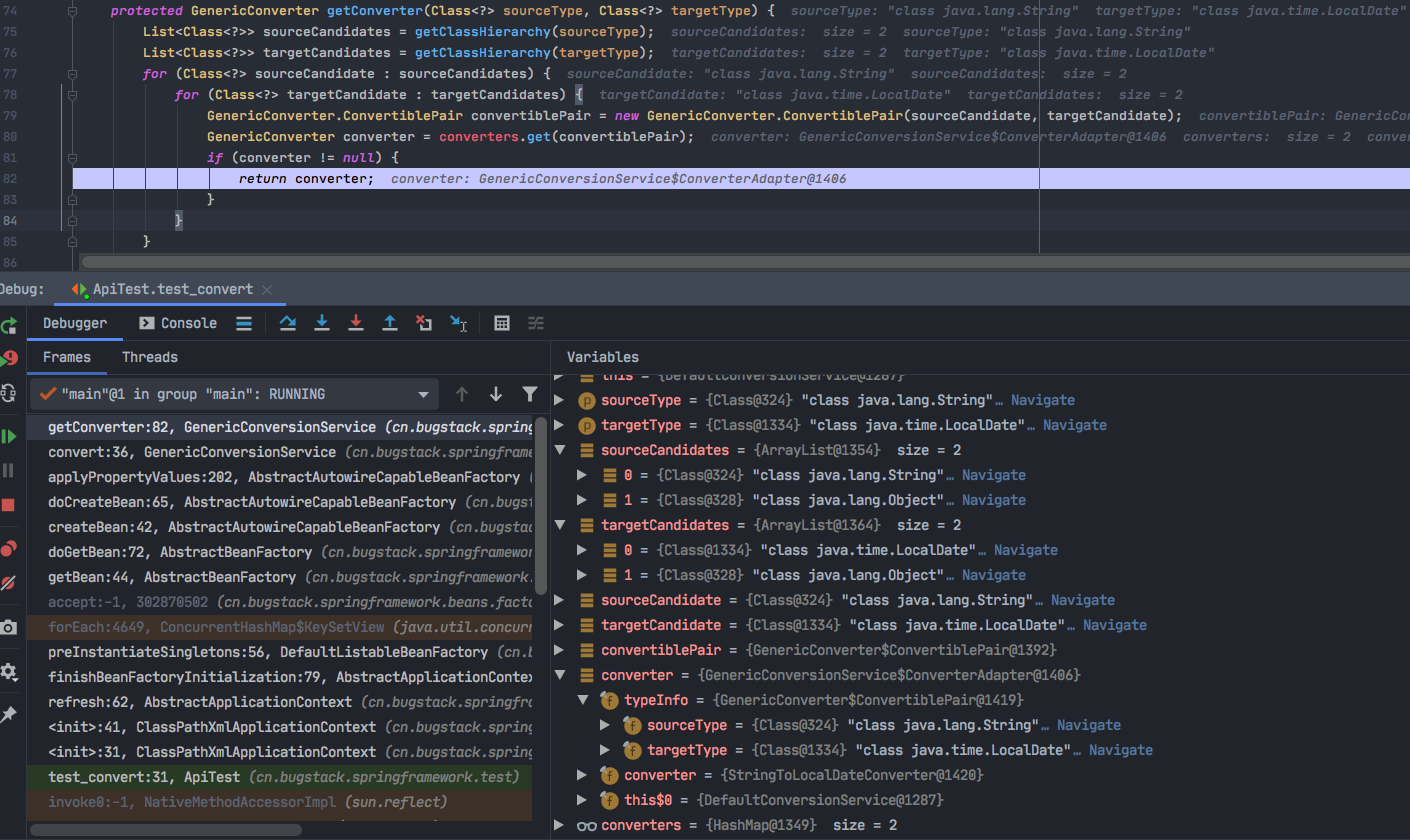 74 protected GenericConverter getConverter(Class<?> sourceType, Class<?> targetType) { sourceType: "class java.lang.String" targetType: "class java.time.LocalDate"
75 List<Class<?>> sourceCandidates = getClassHierarchy(sourceType); sourceCandidates: size = 2 sourceType: "class java.lang.String"
76 List<Class<?>> targetCandidates = getClassHierarchy(targetType); targetCandidates: size = 2 targetType: "class java.time.LocalDate"
77 for (Class<?> sourceCandidate : sourceCandidates) { sourceCandidate: "class java.lang.String" sourceCandidates: size = 2
78 for (Class<?> targetCandidate : targetCandidates) { targetCandidate: "class java.time.LocalDate" targetCandidates: size = 2
79 GenericConverter.ConvertiblePair convertiblePair = new GenericConverter.ConvertiblePair(sourceCandidate, targetCandidate); convertiblePair: GenericCon
80 GenericConverter converter = converters.get(convertiblePair); converter: GenericConversionService$ConverterAdapter@1406 converters: size = 2 conver
81 if (converter != null) {
82 return converter; converter: GenericConversionService$ConverterAdapter@1406
83 }
84 }
85 }
86
Debug: ApiTest.test_convert
Debugger Console
Frames Threads
"main"@1 in group "main": RUNNING
getConverter:82, GenericConversionService (cn.bugstack.spring
convert:36, GenericConversionService (cn.bugstack.springframe
applyPropertyValues:202, AbstractAutowireCapableBeanFactory (
doCreateBean:65, AbstractAutowireCapableBeanFactory (cn.bugst
createBean:42, AbstractAutowireCapableBeanFactory (cn.bugstac
doGetBean:72, AbstractBeanFactory (cn.bugstack.springframewor
getBean:44, AbstractBeanFactory (cn.bugstack.springframework.
accept:-1, 302870502 (cn.bugstack.springframework.beans.facto
forEach:4649, ConcurrentHashMap$KeySetView (java.util.concurr
preInstantiateSingletons:56, DefaultListableBeanFactory (cn.b
finishBeanFactoryInitialization:79, AbstractApplicationContex
refresh:62, AbstractApplicationContext (cn.bugstack.springfra
<init>:41, ClassPathXmlApplicationContext (cn.bugstack.spring
<init>:31, ClassPathXmlApplicationContext (cn.bugstack.spring
test_convert:31, ApiTest (cn.bugstack.springframework.test)
invoke0:-1, NativeMethodAccessorImpl (sun.reflect)
Variables
this = {DefaultConversionService@1287}
sourceType = {Class@324} "class java.lang.String"… Navigate
targetType = {Class@1334} "class java.time.LocalDate"… Navigate
sourceCandidates = {ArrayList@1354} size = 2
0 = {Class@324} "class java.lang.String"… Navigate
1 = {Class@328} "class java.lang.Object"… Navigate
targetCandidates = {ArrayList@1364} size = 2
0 = {Class@1334} "class java.time.LocalDate"… Navigate
1 = {Class@328} "class java.lang.Object"… Navigate
sourceCandidate = {Class@324} "class java.lang.String"… Navigate
targetCandidate = {Class@1334} "class java.time.LocalDate"… Navigate
convertiblePair = {GenericConverter$ConvertiblePair@1392}
converter = {GenericConversionService$ConverterAdapter@1406}
typeInfo = {GenericConverter$ConvertiblePair@1419}
sourceType = {Class@324} "class java.lang.String"… Navigate
targetType = {Class@1334} "class java.time.LocalDate"… Navigate
converter = {StringToLocalDateConverter@1420}
this$0 = {DefaultConversionService@1287}
converters = {HashMap@1349} size = 2